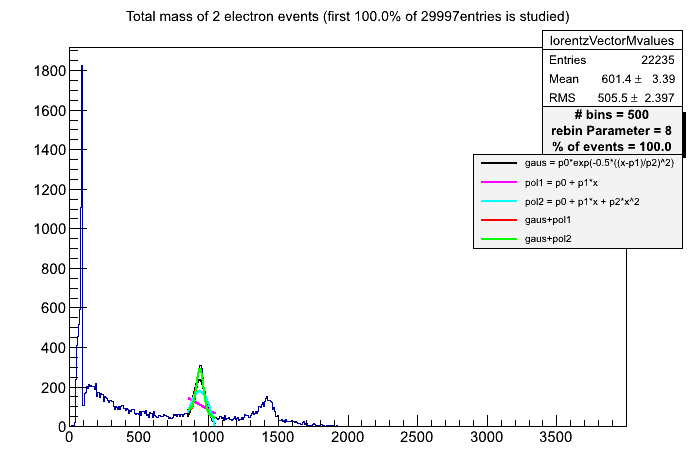 Total mass of 2 electron events (first 100.0% of 29997entries is studied)
lorentzVectorMvalues
Entries 22235
Mean 601.4 ± 3.39
RMS 505.5 ± 2.397
# bins = 500
rebin Parameter = 8
% of events = 100.0
gaus = p0*exp(-0.5*((x-p1)/p2)^2)
pol1 = p0 + p1*x
pol2 = p0 + p1*x + p2*x^2
gaus+pol1
gaus+pol2
1800
1600
1400
1200
1000
800
600
400
200
0
0 500 1000 1500 2000 2500 3000 3500